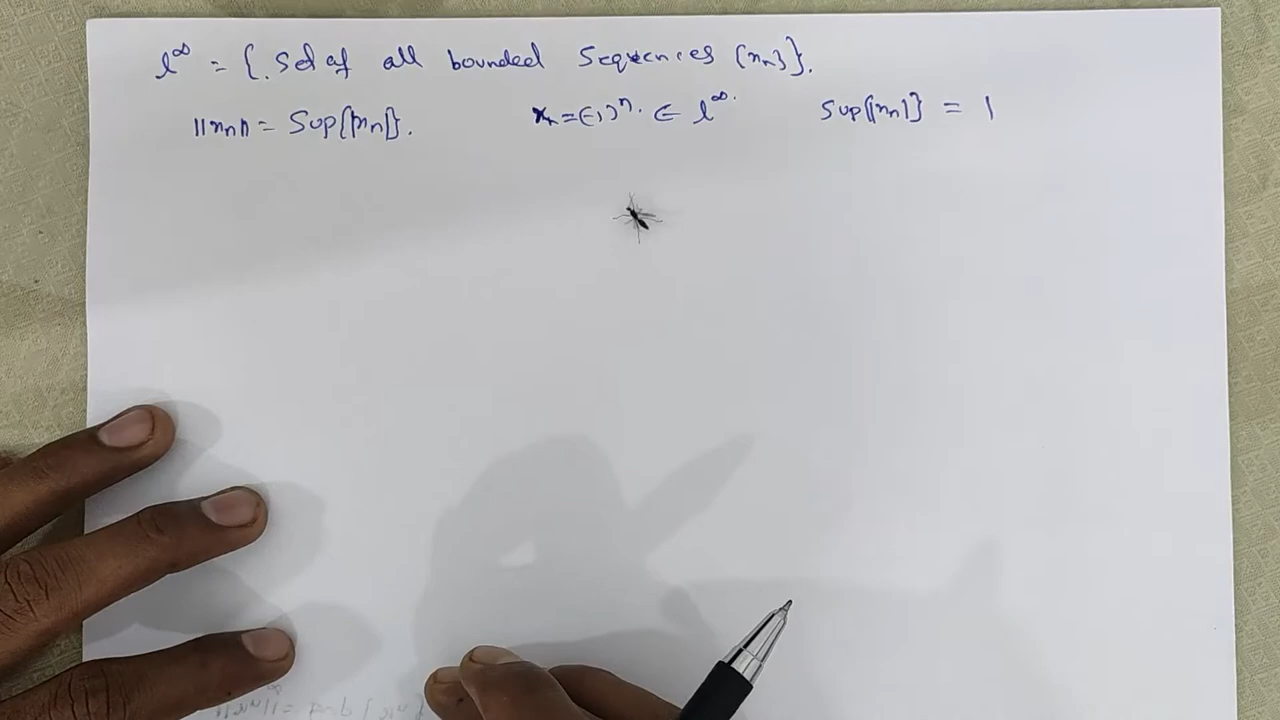 l^∞ = {. Set of all bounded Sequences (xn}}.
||xn|| = Sup{|xn|}. xn = (-1)^n. ∈ l^∞. Sup{|xn|} = 1